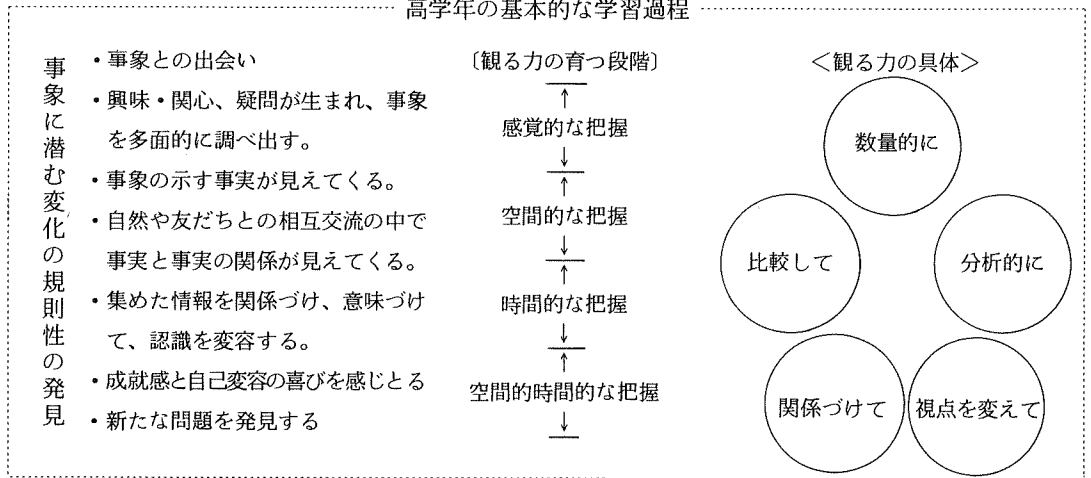 高学年の基本的な学習過程
事象に潜む変化の規則性の発見
・事象との出会い
・興味・関心、疑問が生まれ、事象
を多面的に調べ出す。
・事象の示す事実が見えてくる。
・自然や友だちとの相互交流の中で
事実と事実の関係が見えてくる。
・集めた情報を関係づけ、意味づけ
て、認識を変容する。
・成就感と自己変容の喜びを感じとる
・新たな問題を発見する
〔観る力の育つ段階〕
感覚的な把握
空間的な把握
時間的な把握
空間的時間的な把握
＜観る力の具体＞
数量的に
比較して
分析的に
関係づけて
視点を変えて